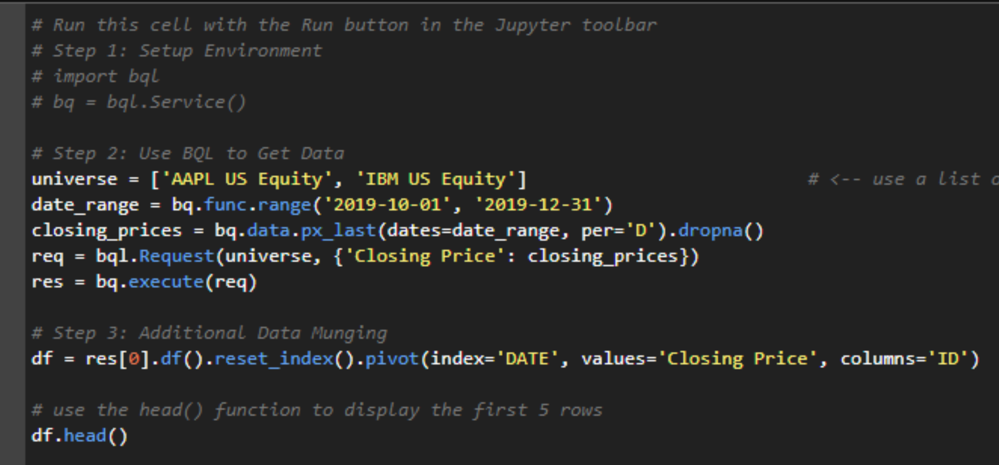 # Run this cell with the Run button in the Jupyter toolbar
# Step 1: Setup Environment
# import bql
# bq = bql.Service()
# Step 2: Use BQL to Get Data
universe = ['AAPL US Equity', 'IBM US Equity'] # <-- use a list
date_range = bq.func.range('2019-10-01', '2019-12-31')
closing_prices = bq.data.px_last(dates=date_range, per='D').dropna()
req = bql.Request(universe, {'Closing Price': closing_prices})
res = bq.execute(req)
# Step 3: Additional Data Munging
df = res[0].df().reset_index().pivot(index='DATE', values='Closing Price', columns='ID')
# use the head() function to display the first 5 rows
df.head()